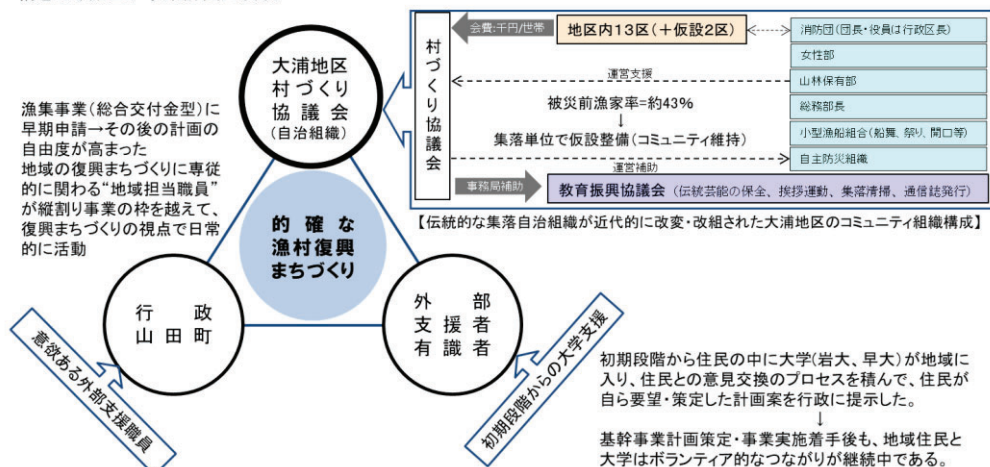 大浦地区
村づくり
協議会
(自治組織)
漁集事業(総合交付金型)に
早期申請→その後の計画の
自由度が高まった
地域の復興まちづくりに専従
的に関わる“地域担当職員”
が縦割り事業の枠を越えて、
復興まちづくりの視点で日常
的に活動
的確な
漁村復興
まちづくり
行政
山田町
外部
支援者
有識者
意欲ある外部支援職員
初期段階からの大学支援
村づくり協議会
会費:千円/世帯
地区内13区(+仮設2区)
運営支援
被災前漁家率=約43%
↓
集落単位で仮設整備(コミュニティ維持)
運営補助
事務局補助
教育振興協議会(伝統芸能の保全、挨拶運動、集落清掃、通信誌発行)
消防団(団長・役員は行政区長)
女性部
山林保有部
総務部長
小型漁船組合(船舞、祭り、開口等)
自主防災組織
【伝統的な集落自治組織が近代的に改変・改組された大浦地区のコミュニティ組織構成】
初期段階から住民の中に大学(岩大、早大)が地域に
入り、住民との意見交換のプロセスを積んで、住民が
自ら要望・策定した計画案を行政に提示した。
↓
基幹事業計画策定・事業実施着手後も、地域住民と
大学はボランティア的なつながりが継続中である。